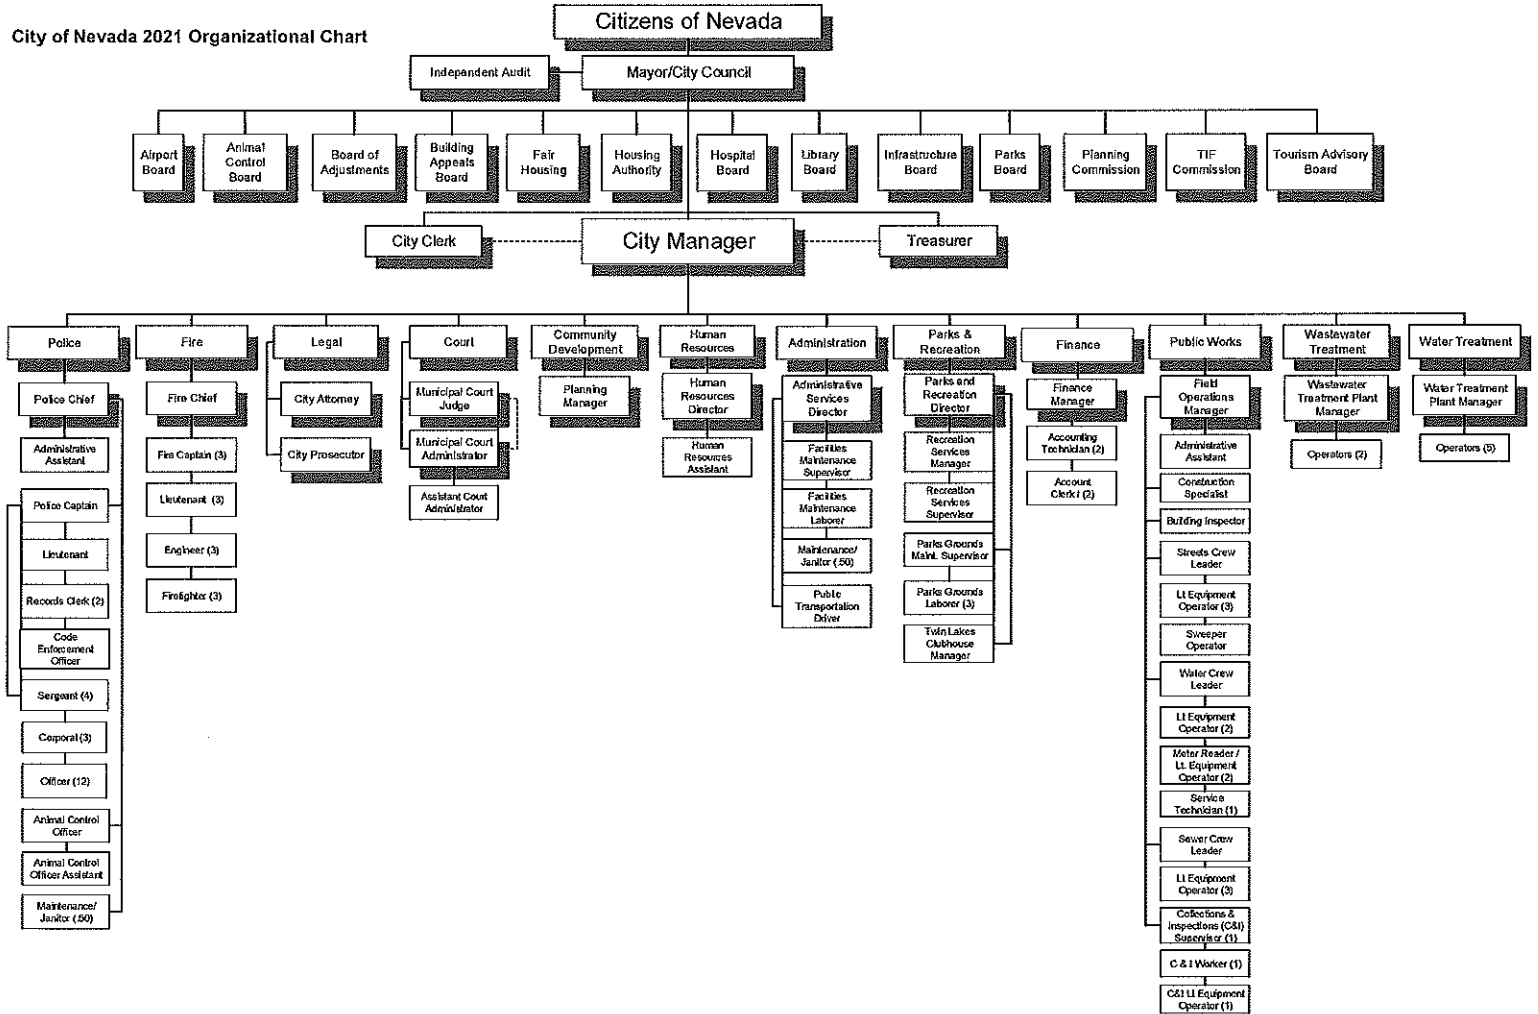 Citizens of Nevada
City of Nevada 2021 Organizational Chart
Independent Audit
Mayor/City Council
Airport
Board
Animal
Control
Board
Board of
Adjustments
Building
Appeals
Board
Fair
Housing
Housing
Authority
Hospital
Board
Library
Board
Infrastructure
Board
Parks
Board
Planning
Commission
TIF
Commission
Tourism Advisory
Board
City Clerk
City Manager
Treasurer
Police
Police Chief
Administrative
Assistant
Police Captain
Lieutenant
Records Clerk (2)
Code
Enforcement
Officer
Sergeant (4)
Corporal (3)
Officer (12)
Animal Control
Officer
Animal Control
Officer Assistant
Maintenance/
Janitor (.50)
Fire
Fire Chief
Fire Captain (3)
Lieutenant (3)
Engineer (3)
Firefighter (3)
Legal
City Attorney
City Prosecutor
Court
Municipal Court
Judge
Municipal Court
Administrator
Assistant Court
Administrator
Community
Development
Planning
Manager
Human
Resources
Human
Resources
Director
Human
Resources
Assistant
Administration
Administrative
Services
Director
Facilities
Maintenance
Supervisor
Facilities
Maintenance
Laborer
Maintenance/
Janitor (.50)
Public
Transportation
Driver
Parks &
Recreation
Parks and
Recreation
Director
Recreation
Services
Manager
Recreation
Services
Supervisor
Parks Grounds
Maint. Supervisor
Parks Grounds
Laborer (3)
Twin Lakes
Clubhouse
Manager
Finance
Finance
Manager
Accounting
Technician (2)
Account
Clerk I (2)
Public Works
Field
Operations
Manager
Administrative
Assistant
Construction
Specialist
Building Inspector
Streets Crew
Leader
Lt Equipment
Operator (3)
Sweeper
Operator
Water Crew
Leader
Lt Equipment
Operator (2)
Meter Reader /
Lt. Equipment
Operator (2)
Service
Technician (1)
Sewer Crew
Leader
Lt Equipment
Operator (3)
Collections &
Inspections (C&I)
Supervisor (1)
C & I Worker (1)
C&I Lt Equipment
Operator (1)
Wastewater
Treatment
Wastewater
Treatment Plant
Manager
Operators (2)
Water Treatment
Water Treatment
Plant Manager
Operators (5)